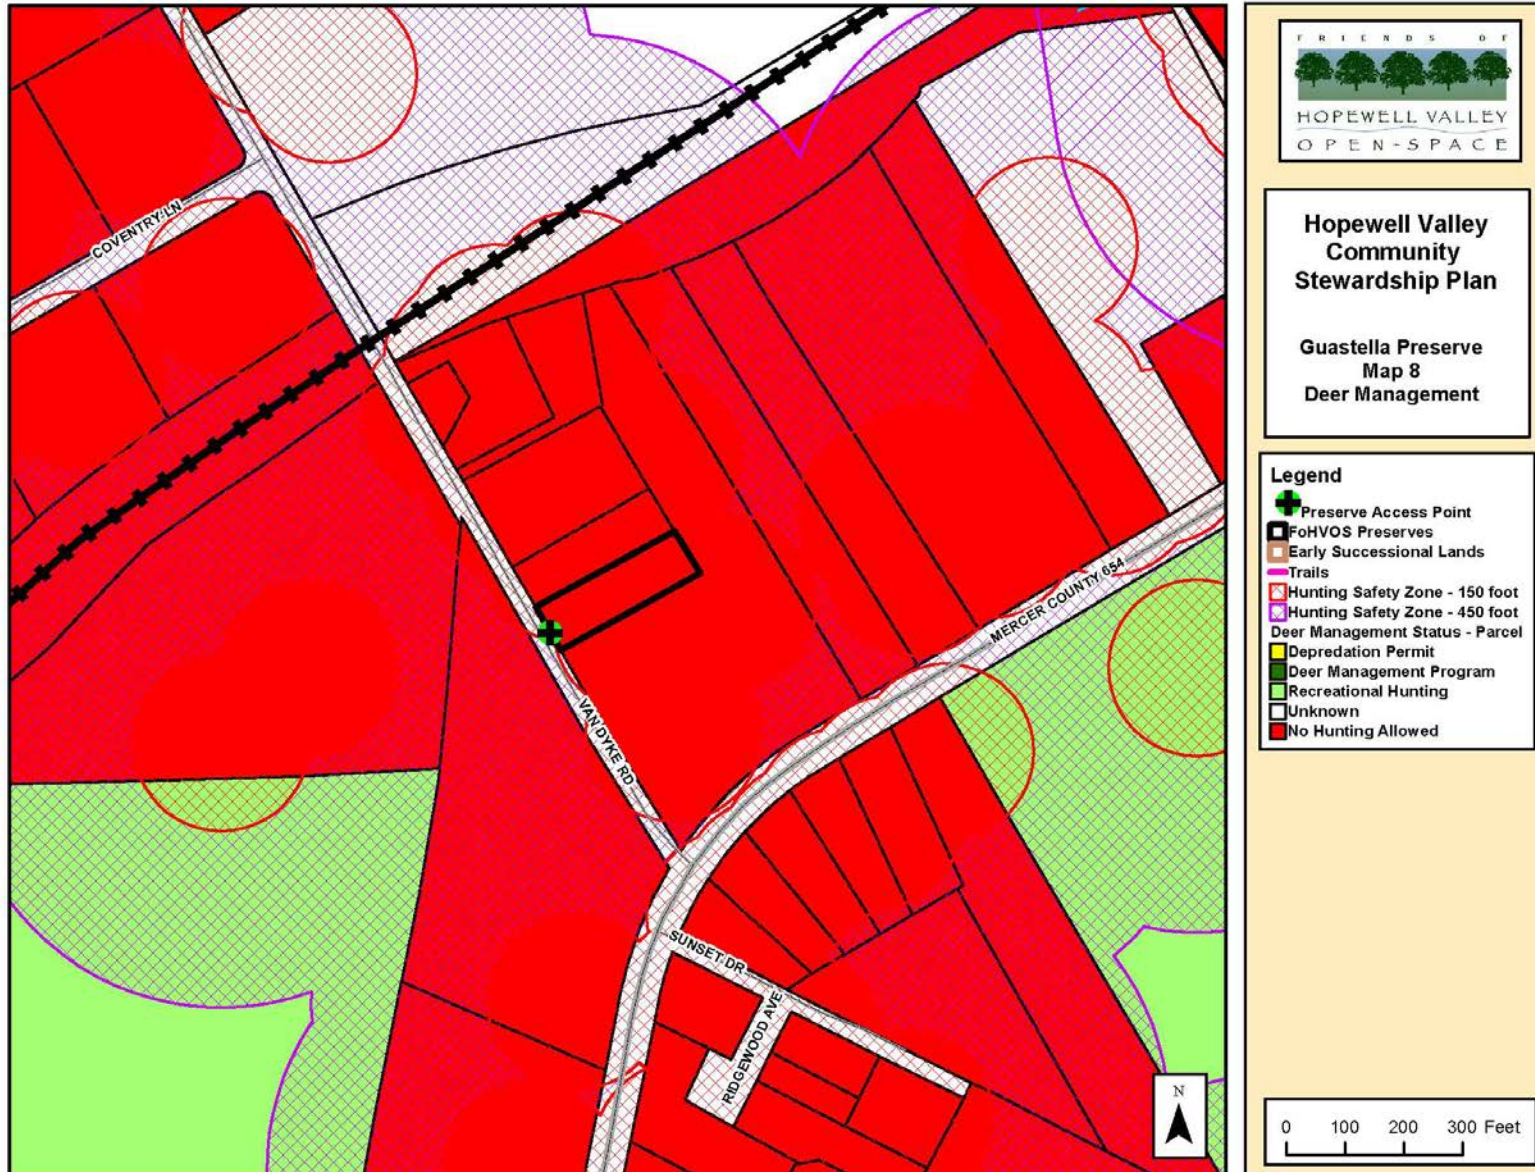 COVENTRY LN
VAN DYKE RD
MERCER COUNTY 654
SUNSET DR
RIDGEWOOD AVE
N
FRIENDS OF
HOPEWELL VALLEY
OPEN-SPACE
Hopewell Valley
Community
Stewardship Plan
Guastella Preserve
Map 8
Deer Management
Legend
Preserve Access Point
FoHVOS Preserves
Early Successional Lands
Trails
Hunting Safety Zone - 150 foot
Hunting Safety Zone - 450 foot
Deer Management Status - Parcel
Depredation Permit
Deer Management Program
Recreational Hunting
Unknown
No Hunting Allowed
0 100 200 300 Feet